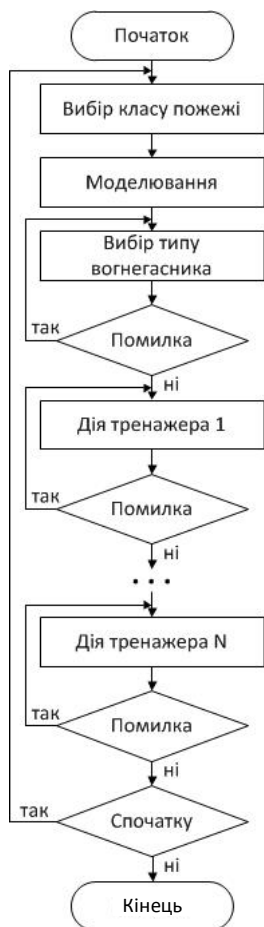 Початок
Вибір класу пожежі
Моделювання
Вибір типу
вогнегасника
так
Помилка
ні
Дія тренажера 1
так
Помилка
ні
...
Дія тренажера N
так
Помилка
ні
так
Спочатку
ні
Кінець